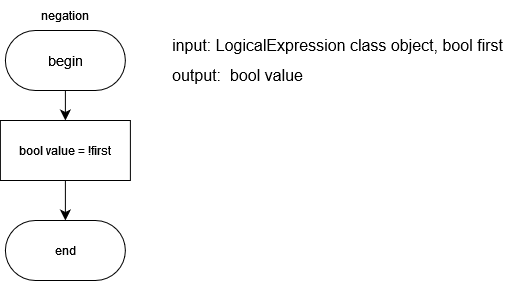 negation
begin
input: LogicalExpression class object, bool first
output: bool value
bool value = !first
end